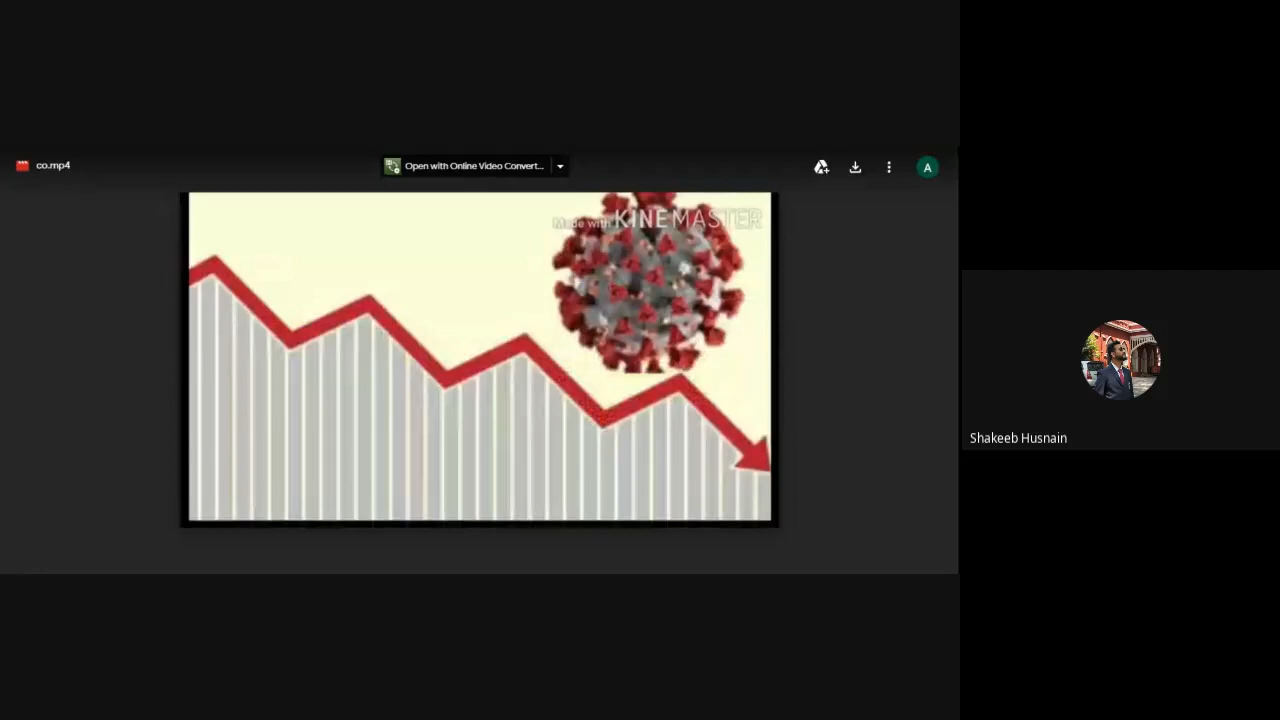 co.mp4
Open with Online Video Convert...
A
Made with KINEMASTER
Shakeeb Husnain